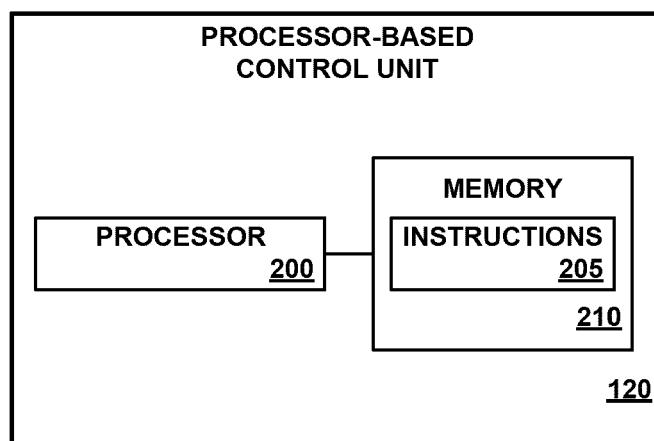 PROCESSOR-BASED
CONTROL UNIT
MEMORY
PROCESSOR
200
INSTRUCTIONS
205
210
120